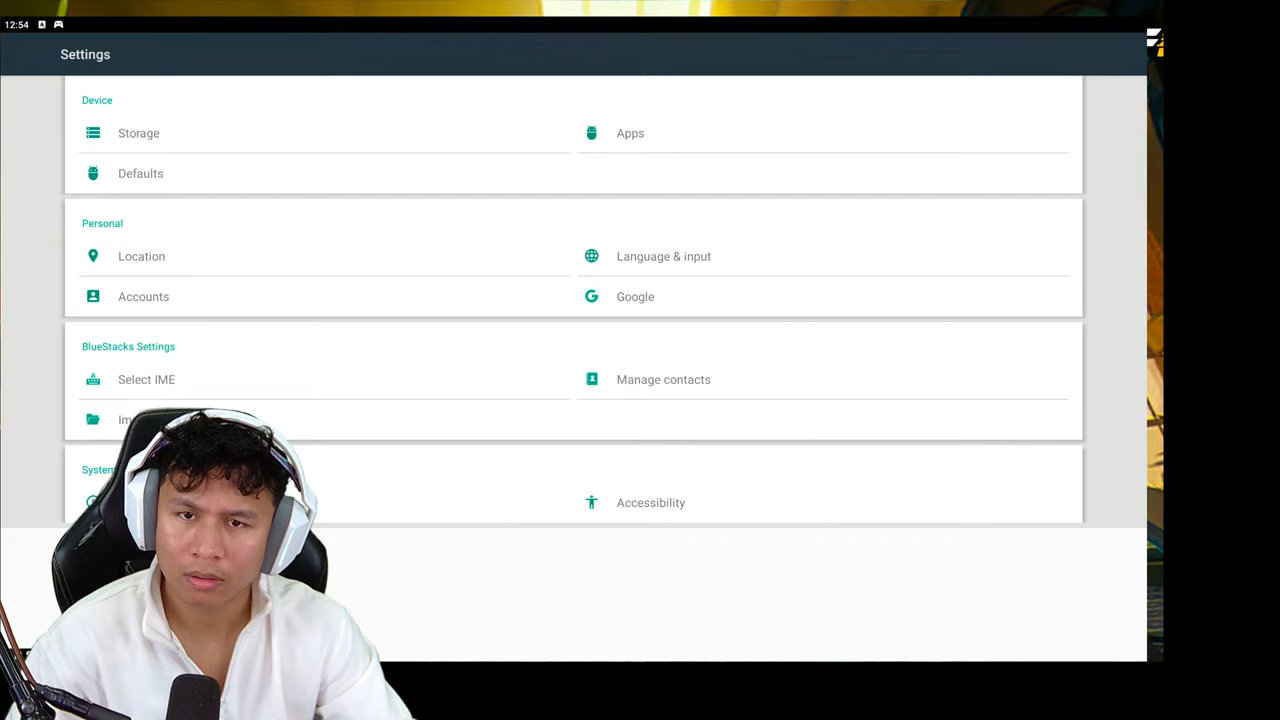 12:54
Settings
Device
Storage
Apps
Defaults
Personal
Location
Language & input
Accounts
Google
BlueStacks Settings
Select IME
Manage contacts
System
Accessibility